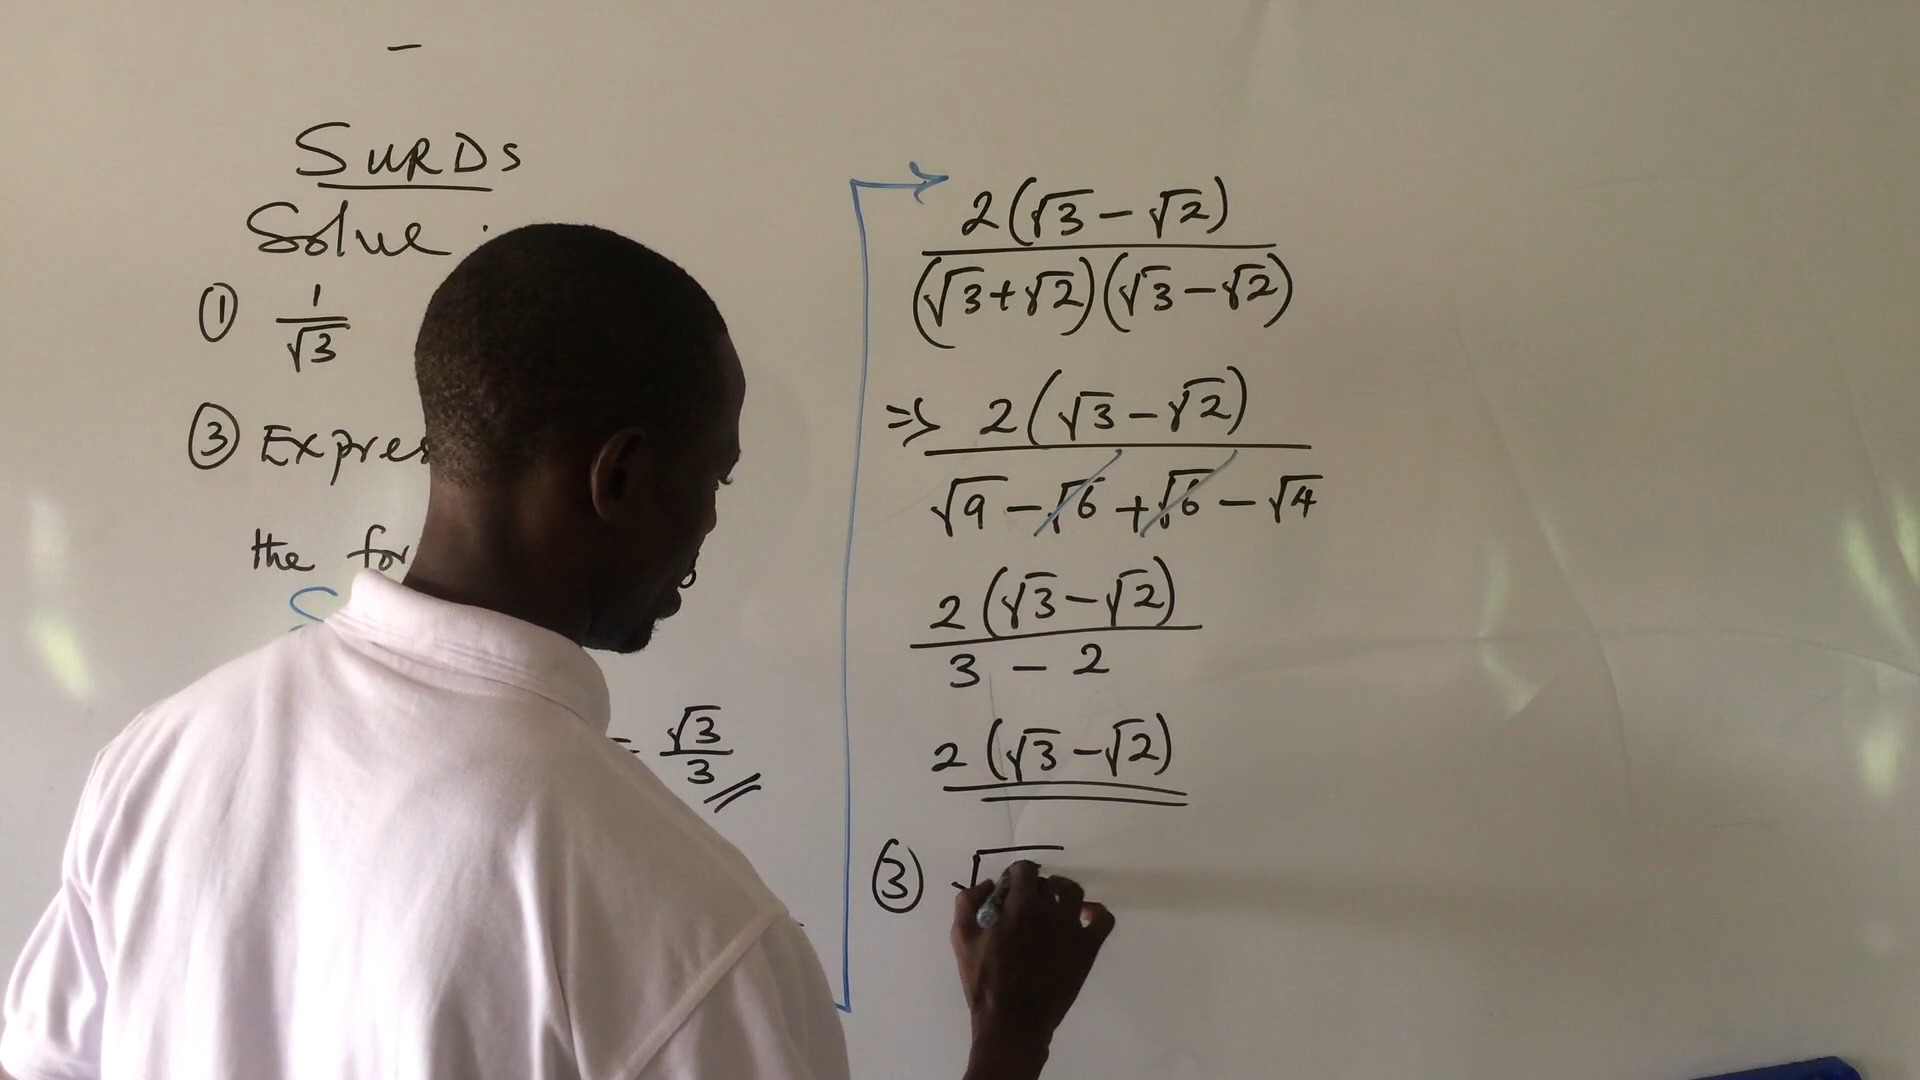 SURDS
Solve:
① 1/√3
③ Expres
the for
= √3/3
2(√3 - √2)
(√3+√2)(√3-√2)
=> 2(√3-√2)
√9 - √6 + √6 - √4
2(√3-√2)
3 - 2
2(√3-√2)
③ √